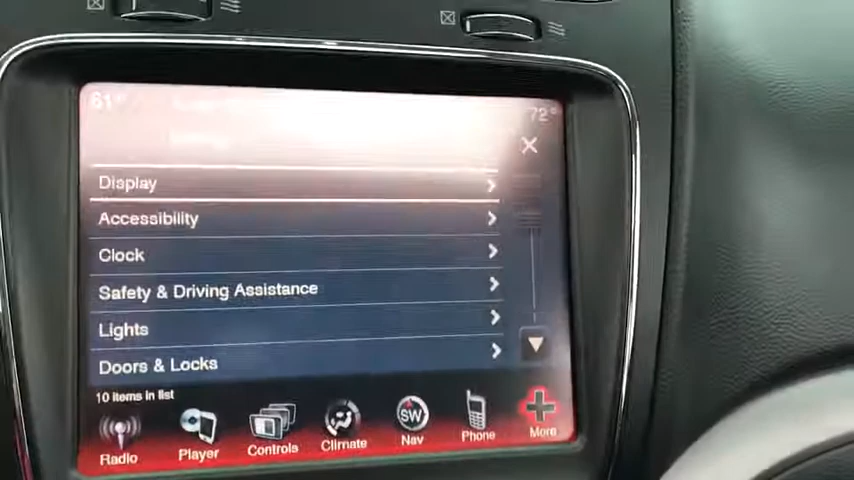 61°
72°
Display
Accessibility
Clock
Safety & Driving Assistance
Lights
Doors & Locks
10 items in list
SW
Radio
Player
Controls
Climate
Nav
Phone
More